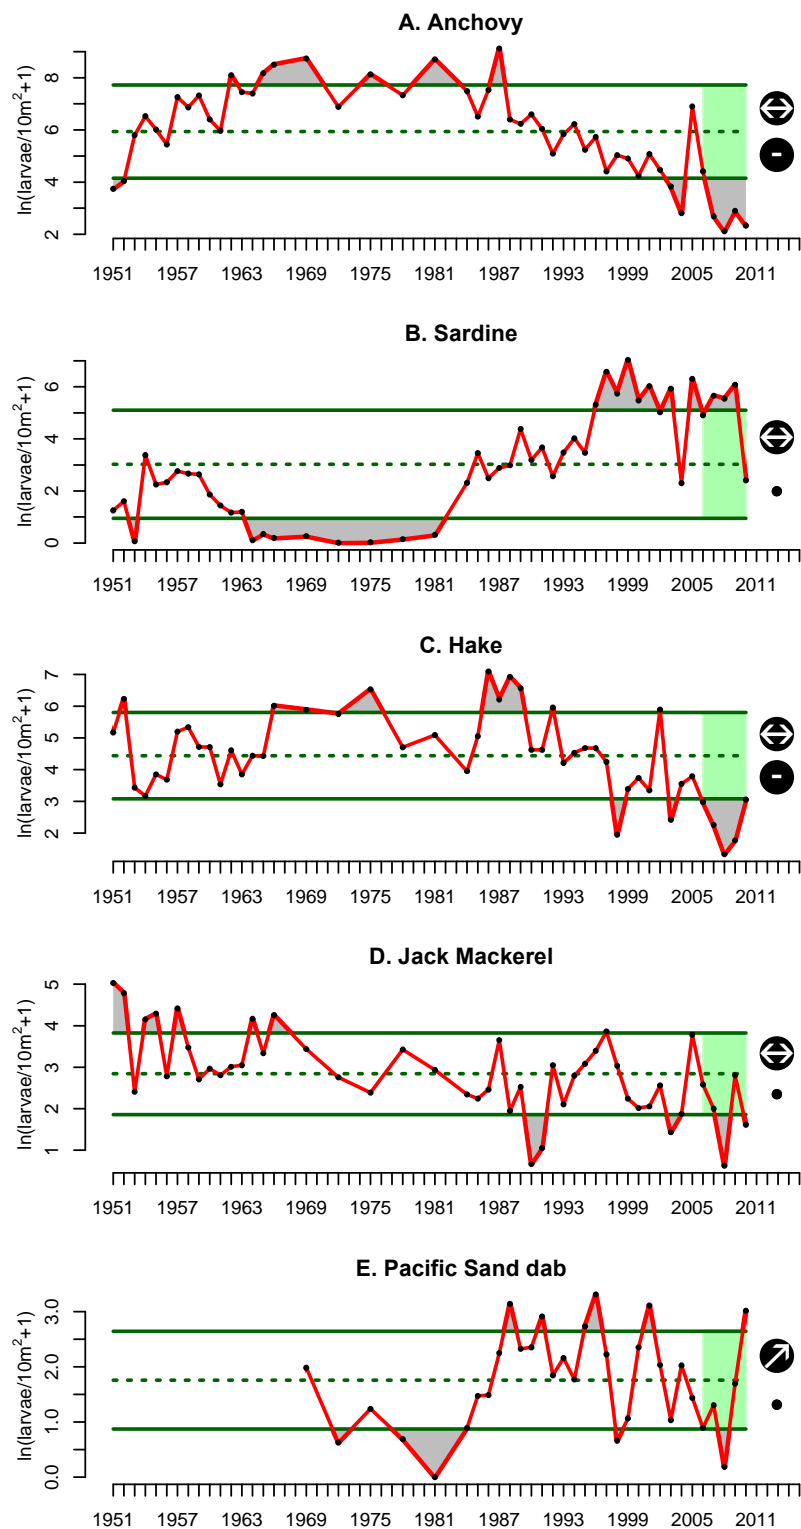 A. Anchovy
ln(larvae/10m²+1)
2 4 6 8
1951 1957 1963 1969 1975 1981 1987 1993 1999 2005 2011
-
B. Sardine
ln(larvae/10m²+1)
0 2 4 6
1951 1957 1963 1969 1975 1981 1987 1993 1999 2005 2011
C. Hake
ln(larvae/10m²+1)
2 3 4 5 6 7
1951 1957 1963 1969 1975 1981 1987 1993 1999 2005 2011
-
D. Jack Mackerel
ln(larvae/10m²+1)
1 2 3 4 5
1951 1957 1963 1969 1975 1981 1987 1993 1999 2005 2011
E. Pacific Sand dab
ln(larvae/10m²+1)
0.0 1.0 2.0 3.0
1951 1957 1963 1969 1975 1981 1987 1993 1999 2005 2011